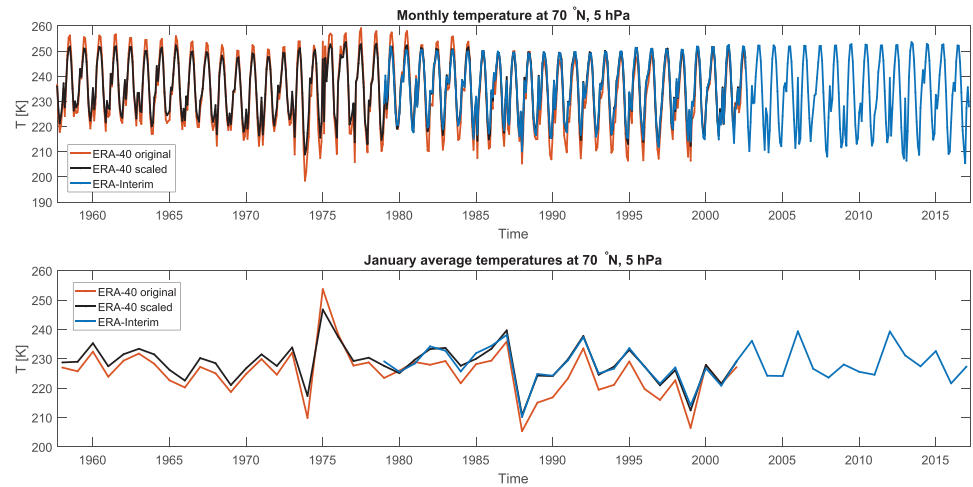 Monthly temperature at 70 °N, 5 hPa
260
250
240
230
220
210
200
190
T [K]
ERA-40 original
ERA-40 scaled
ERA-Interim
1960 1965 1970 1975 1980 1985 1990 1995 2000 2005 2010 2015
Time
January average temperatures at 70 °N, 5 hPa
260
250
240
230
220
210
200
T [K]
ERA-40 original
ERA-40 scaled
ERA-Interim
1960 1965 1970 1975 1980 1985 1990 1995 2000 2005 2010 2015
Time